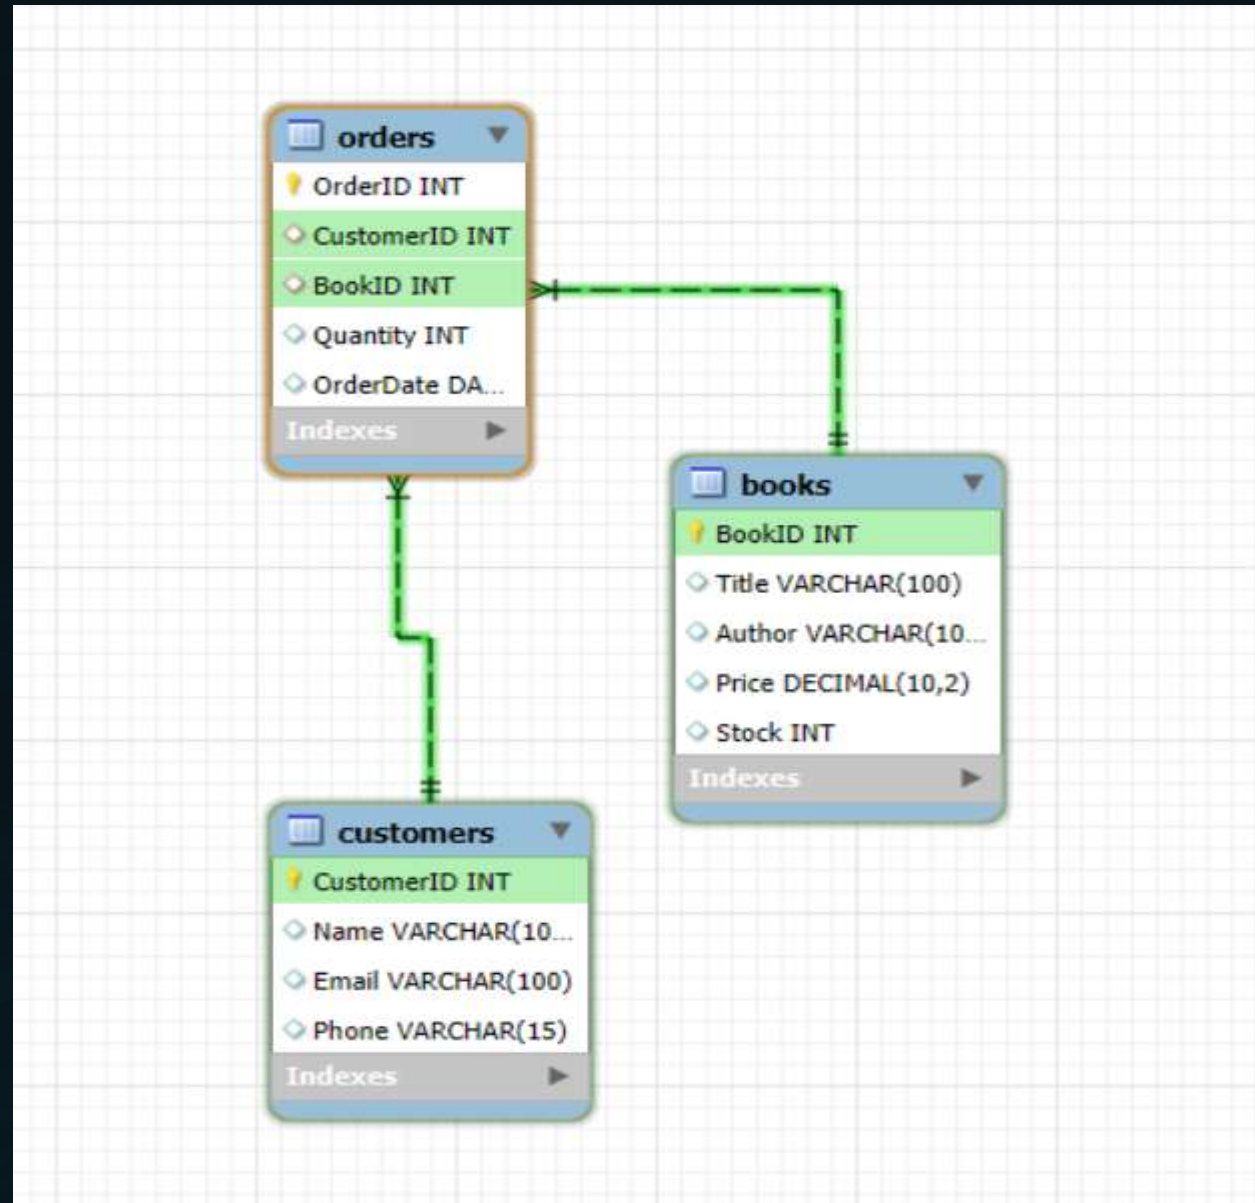 orders
OrderID INT
CustomerID INT
BookID INT
Quantity INT
OrderDate DA...
Indexes
books
BookID INT
Title VARCHAR(100)
Author VARCHAR(10...
Price DECIMAL(10,2)
Stock INT
Indexes
customers
CustomerID INT
Name VARCHAR(10...
Email VARCHAR(100)
Phone VARCHAR(15)
Indexes